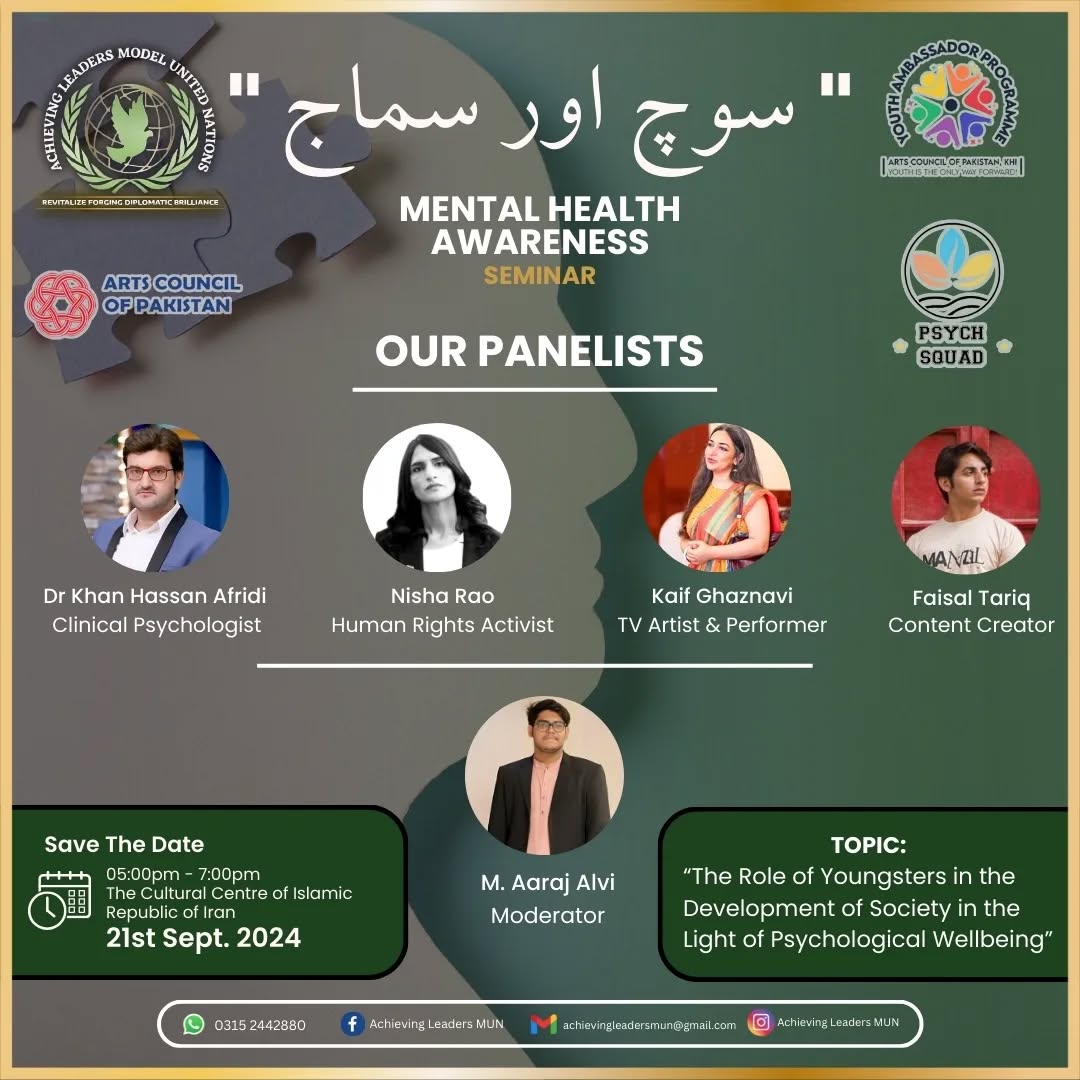 ACHIEVING LEADERS MODEL UNITED NATIONS
REVITALIZE FORGING DIPLOMATIC BRILLIANCE
" سوچ اور سماج "
YOUTH AMBASSADOR PROGRAMME
ARTS COUNCIL OF PAKISTAN, KHI
YOUTH IS THE ONLY WAY FORWARD!
MENTAL HEALTH
AWARENESS
SEMINAR
ARTS COUNCIL
OF PAKISTAN
PSYCH
SQUAD
OUR PANELISTS
MANZIL
Dr Khan Hassan Afridi
Clinical Psychologist
Nisha Rao
Human Rights Activist
Kaif Ghaznavi
TV Artist & Performer
Faisal Tariq
Content Creator
M. Aaraj Alvi
Moderator
Save The Date
05:00pm - 7:00pm
The Cultural Centre of Islamic
Republic of Iran
21st Sept. 2024
TOPIC:
“The Role of Youngsters in the
Development of Society in the
Light of Psychological Wellbeing”
0315 2442880
Achieving Leaders MUN
achievingleadersmun@gmail.com
Achieving Leaders MUN